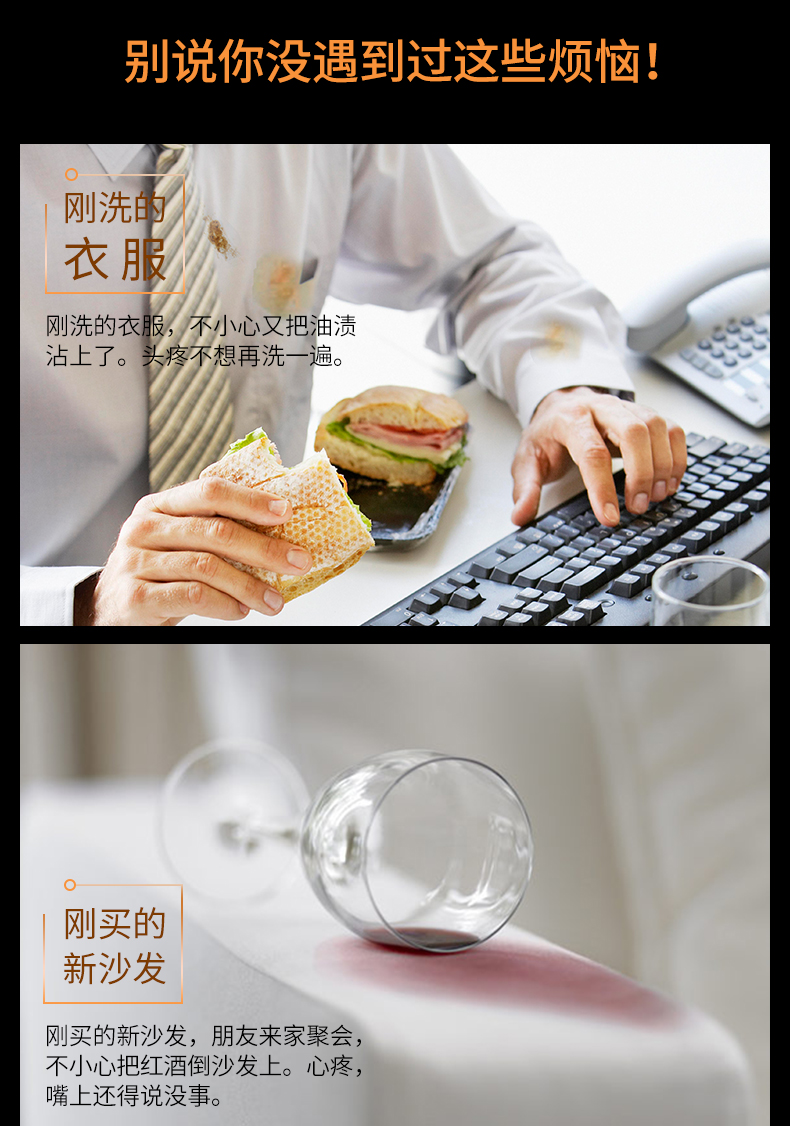 别说你没遇到过这些烦恼！
刚洗的
衣服
刚洗的衣服，不小心又把油渍
沾上了。头疼不想再洗一遍。
刚买的
新沙发
刚买的新沙发，朋友来家聚会，
不小心把红酒倒沙发上。心疼，
嘴上还得说没事。